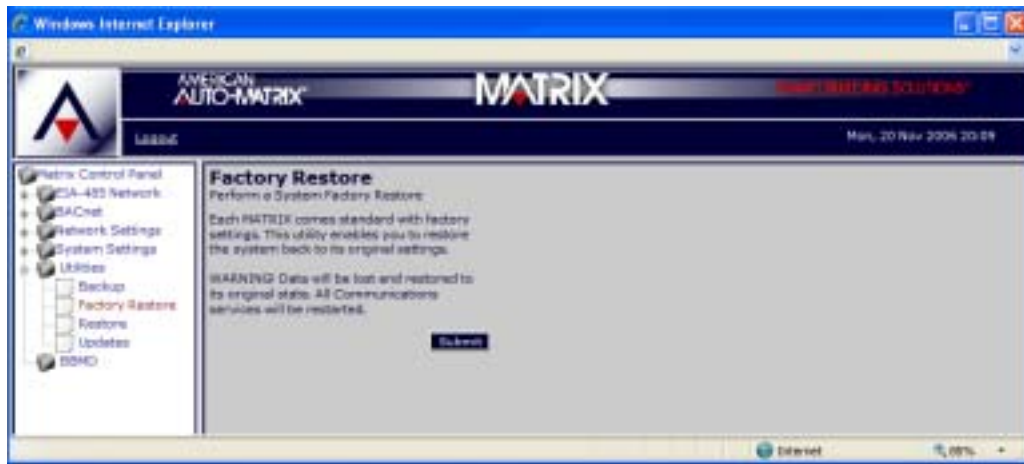 Windows Internet Explorer
AMERICAN
AUTO-MATRIX
MATRIX
SMART BUILDING SOLUTIONS
Logout
Mon, 20 Nov 2006 20:09
Matrix Control Panel
EIA-485 Network
BACnet
Network Settings
System Settings
Utilities
Backup
Factory Restore
Restore
Updates
BBMD
Factory Restore
Perform a System Factory Restore
Each MATRIX comes standard with factory
settings. This utility enables you to restore
the system back to its original settings.
WARNING! Data will be lost and restored to
its original state. All Communications
services will be restarted.
Submit
Internet